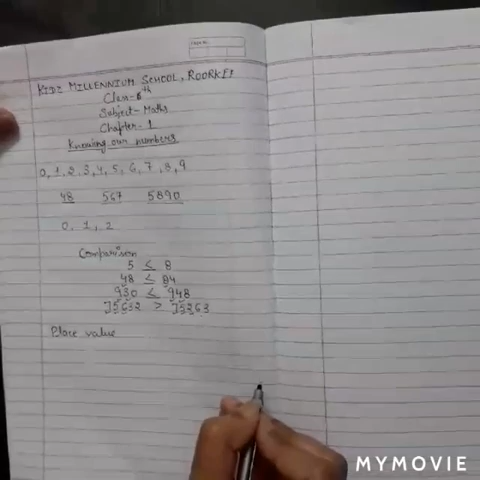 KIDZ MILLENNIUM SCHOOL, ROORKEE
Class-6th
Subject-Maths
Chapter-1
Knowing our numbers
0, 1, 2, 3, 4, 5, 6, 7, 8, 9
48 567 5890
0, 1, 2
Comparison
5 < 8
48 < 84
930 < 948
75632 > 75263
Place value
MYMOVIE